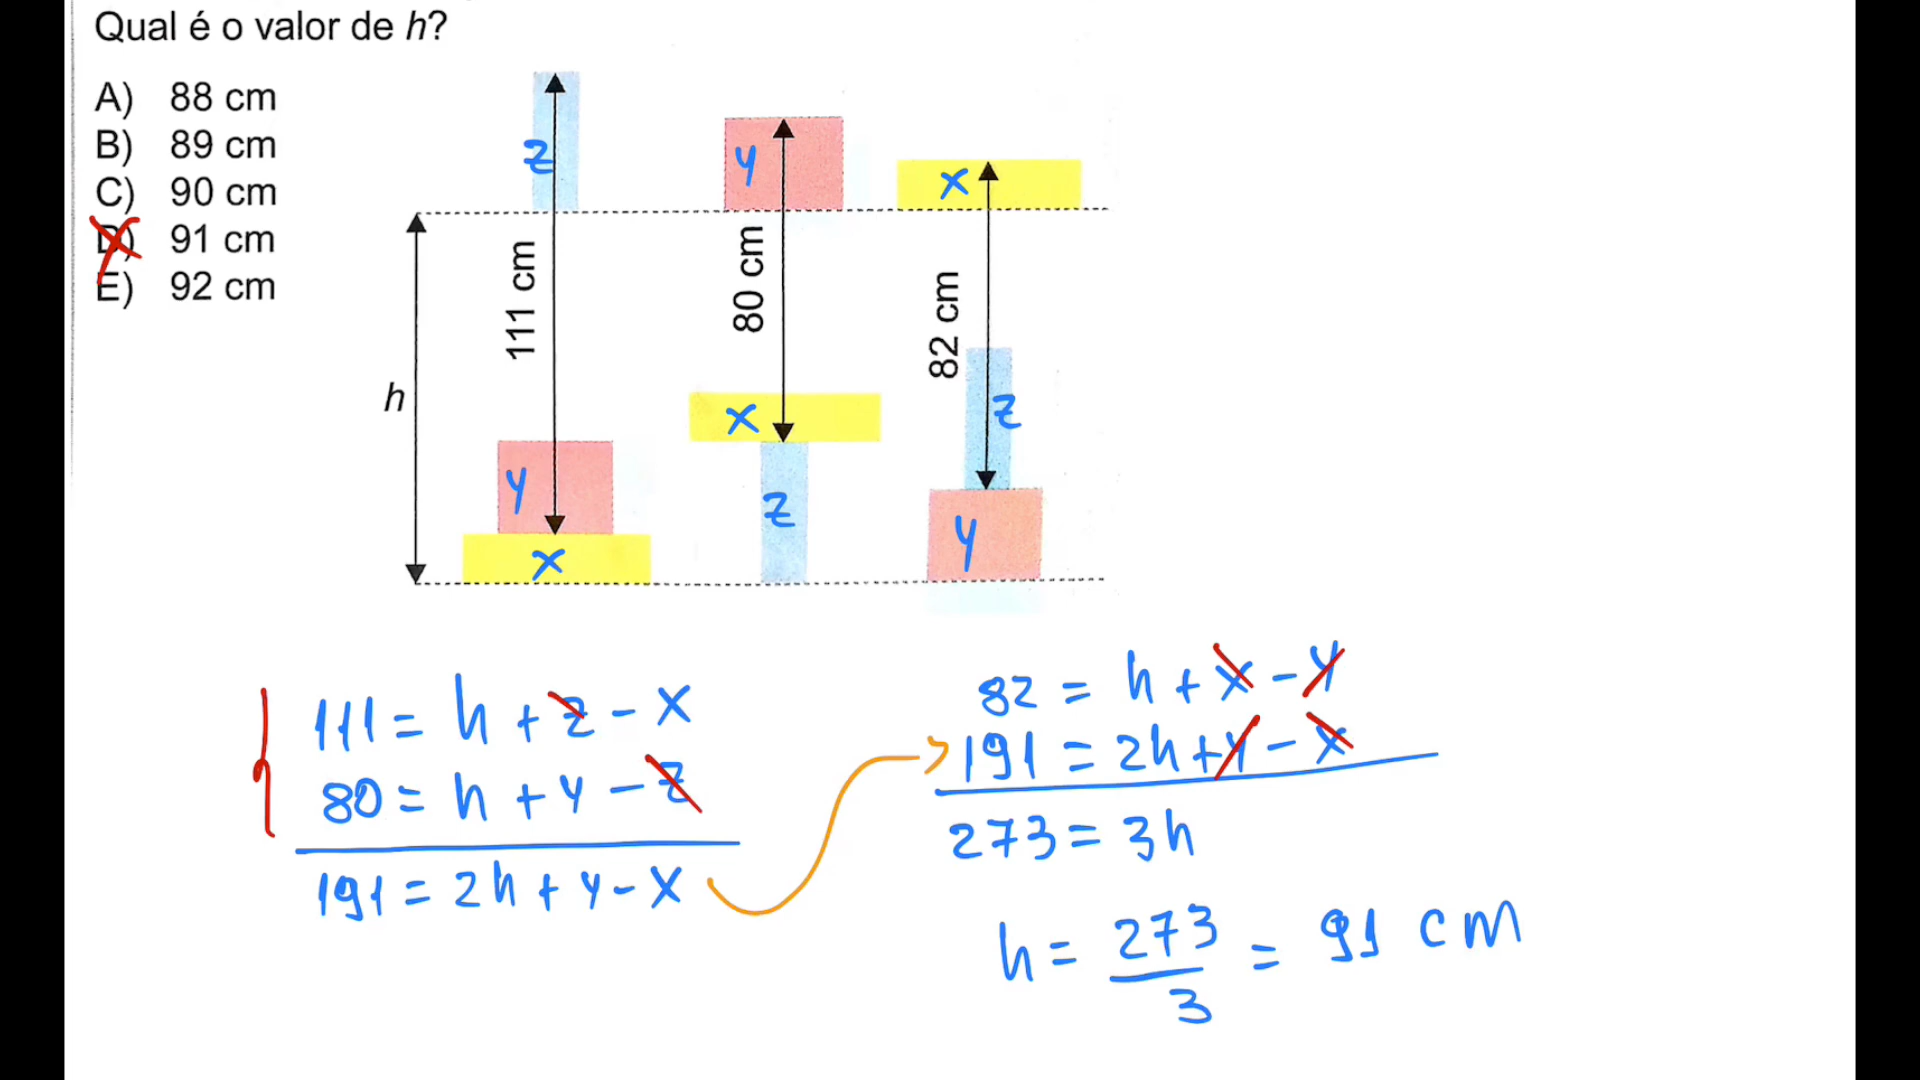 Qual é o valor de h?
A) 88 cm
B) 89 cm
C) 90 cm
D) 91 cm
E) 92 cm
z
y
x
111 cm
80 cm
82 cm
h
x
z
y
z
y
x
111 = h + z - x
80 = h + y - z
191 = 2h + y - x
82 = h + x - y
191 = 2h + y - x
273 = 3h
h = 273/3 = 91 cm